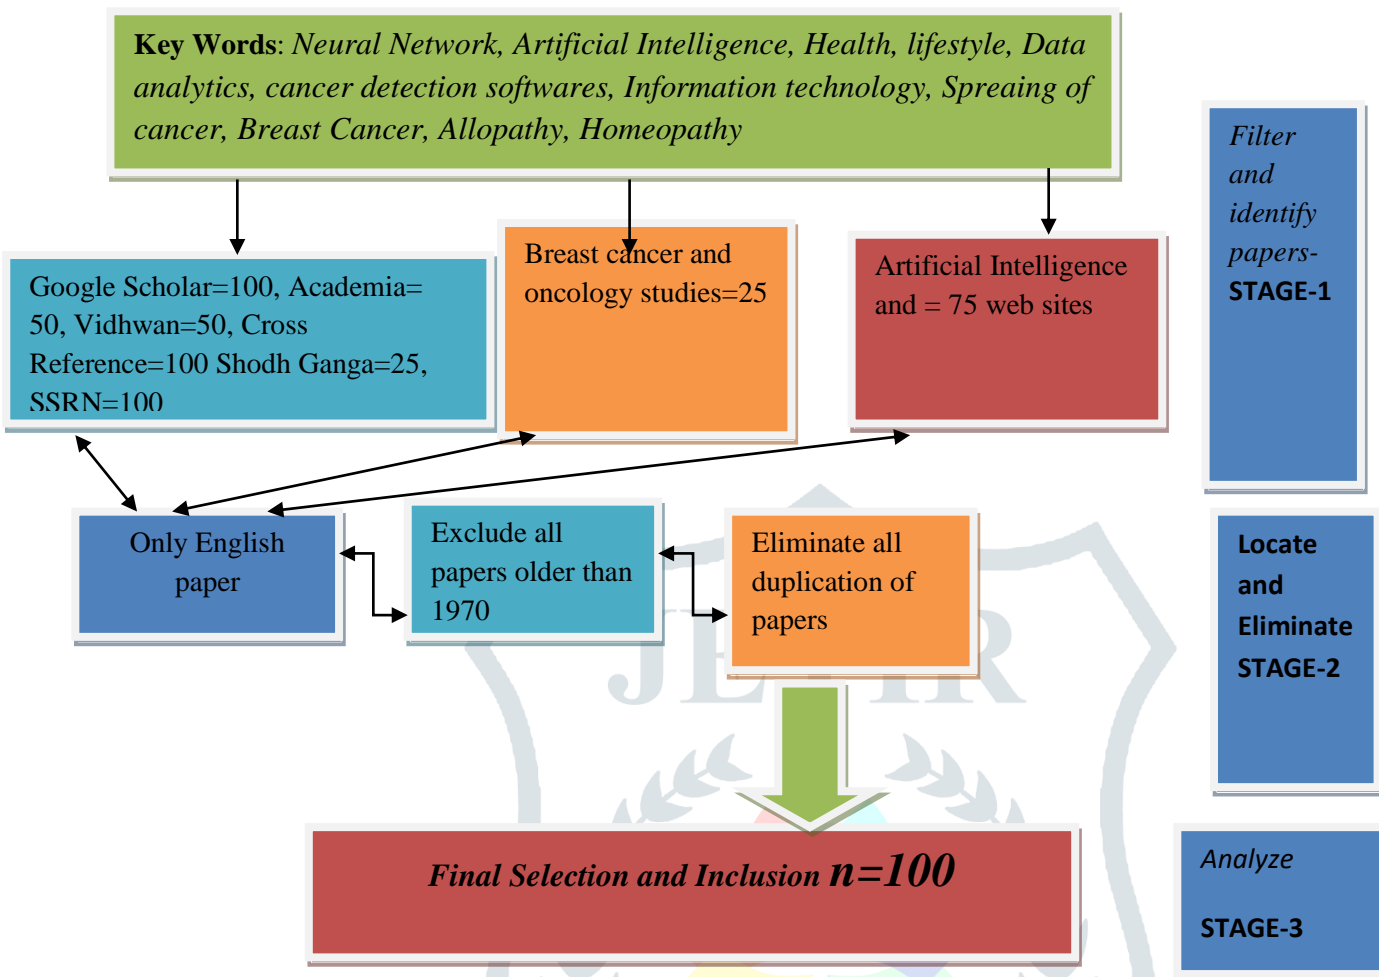 Key Words: Neural Network, Artificial Intelligence, Health, lifestyle, Data
analytics, cancer detection softwares, Information technology, Spreaing of
cancer, Breast Cancer, Allopathy, Homeopathy
Filter
and
identify
papers-
STAGE-1
Google Scholar=100, Academia=
50, Vidhwan=50, Cross
Reference=100 Shodh Ganga=25,
SSRN=100
Breast cancer and
oncology studies=25
Artificial Intelligence
and = 75 web sites
Only English
paper
Exclude all
papers older than
1970
Eliminate all
duplication of
papers
Locate
and
Eliminate
STAGE-2
JETIR
Final Selection and Inclusion n=100
Analyze
STAGE-3